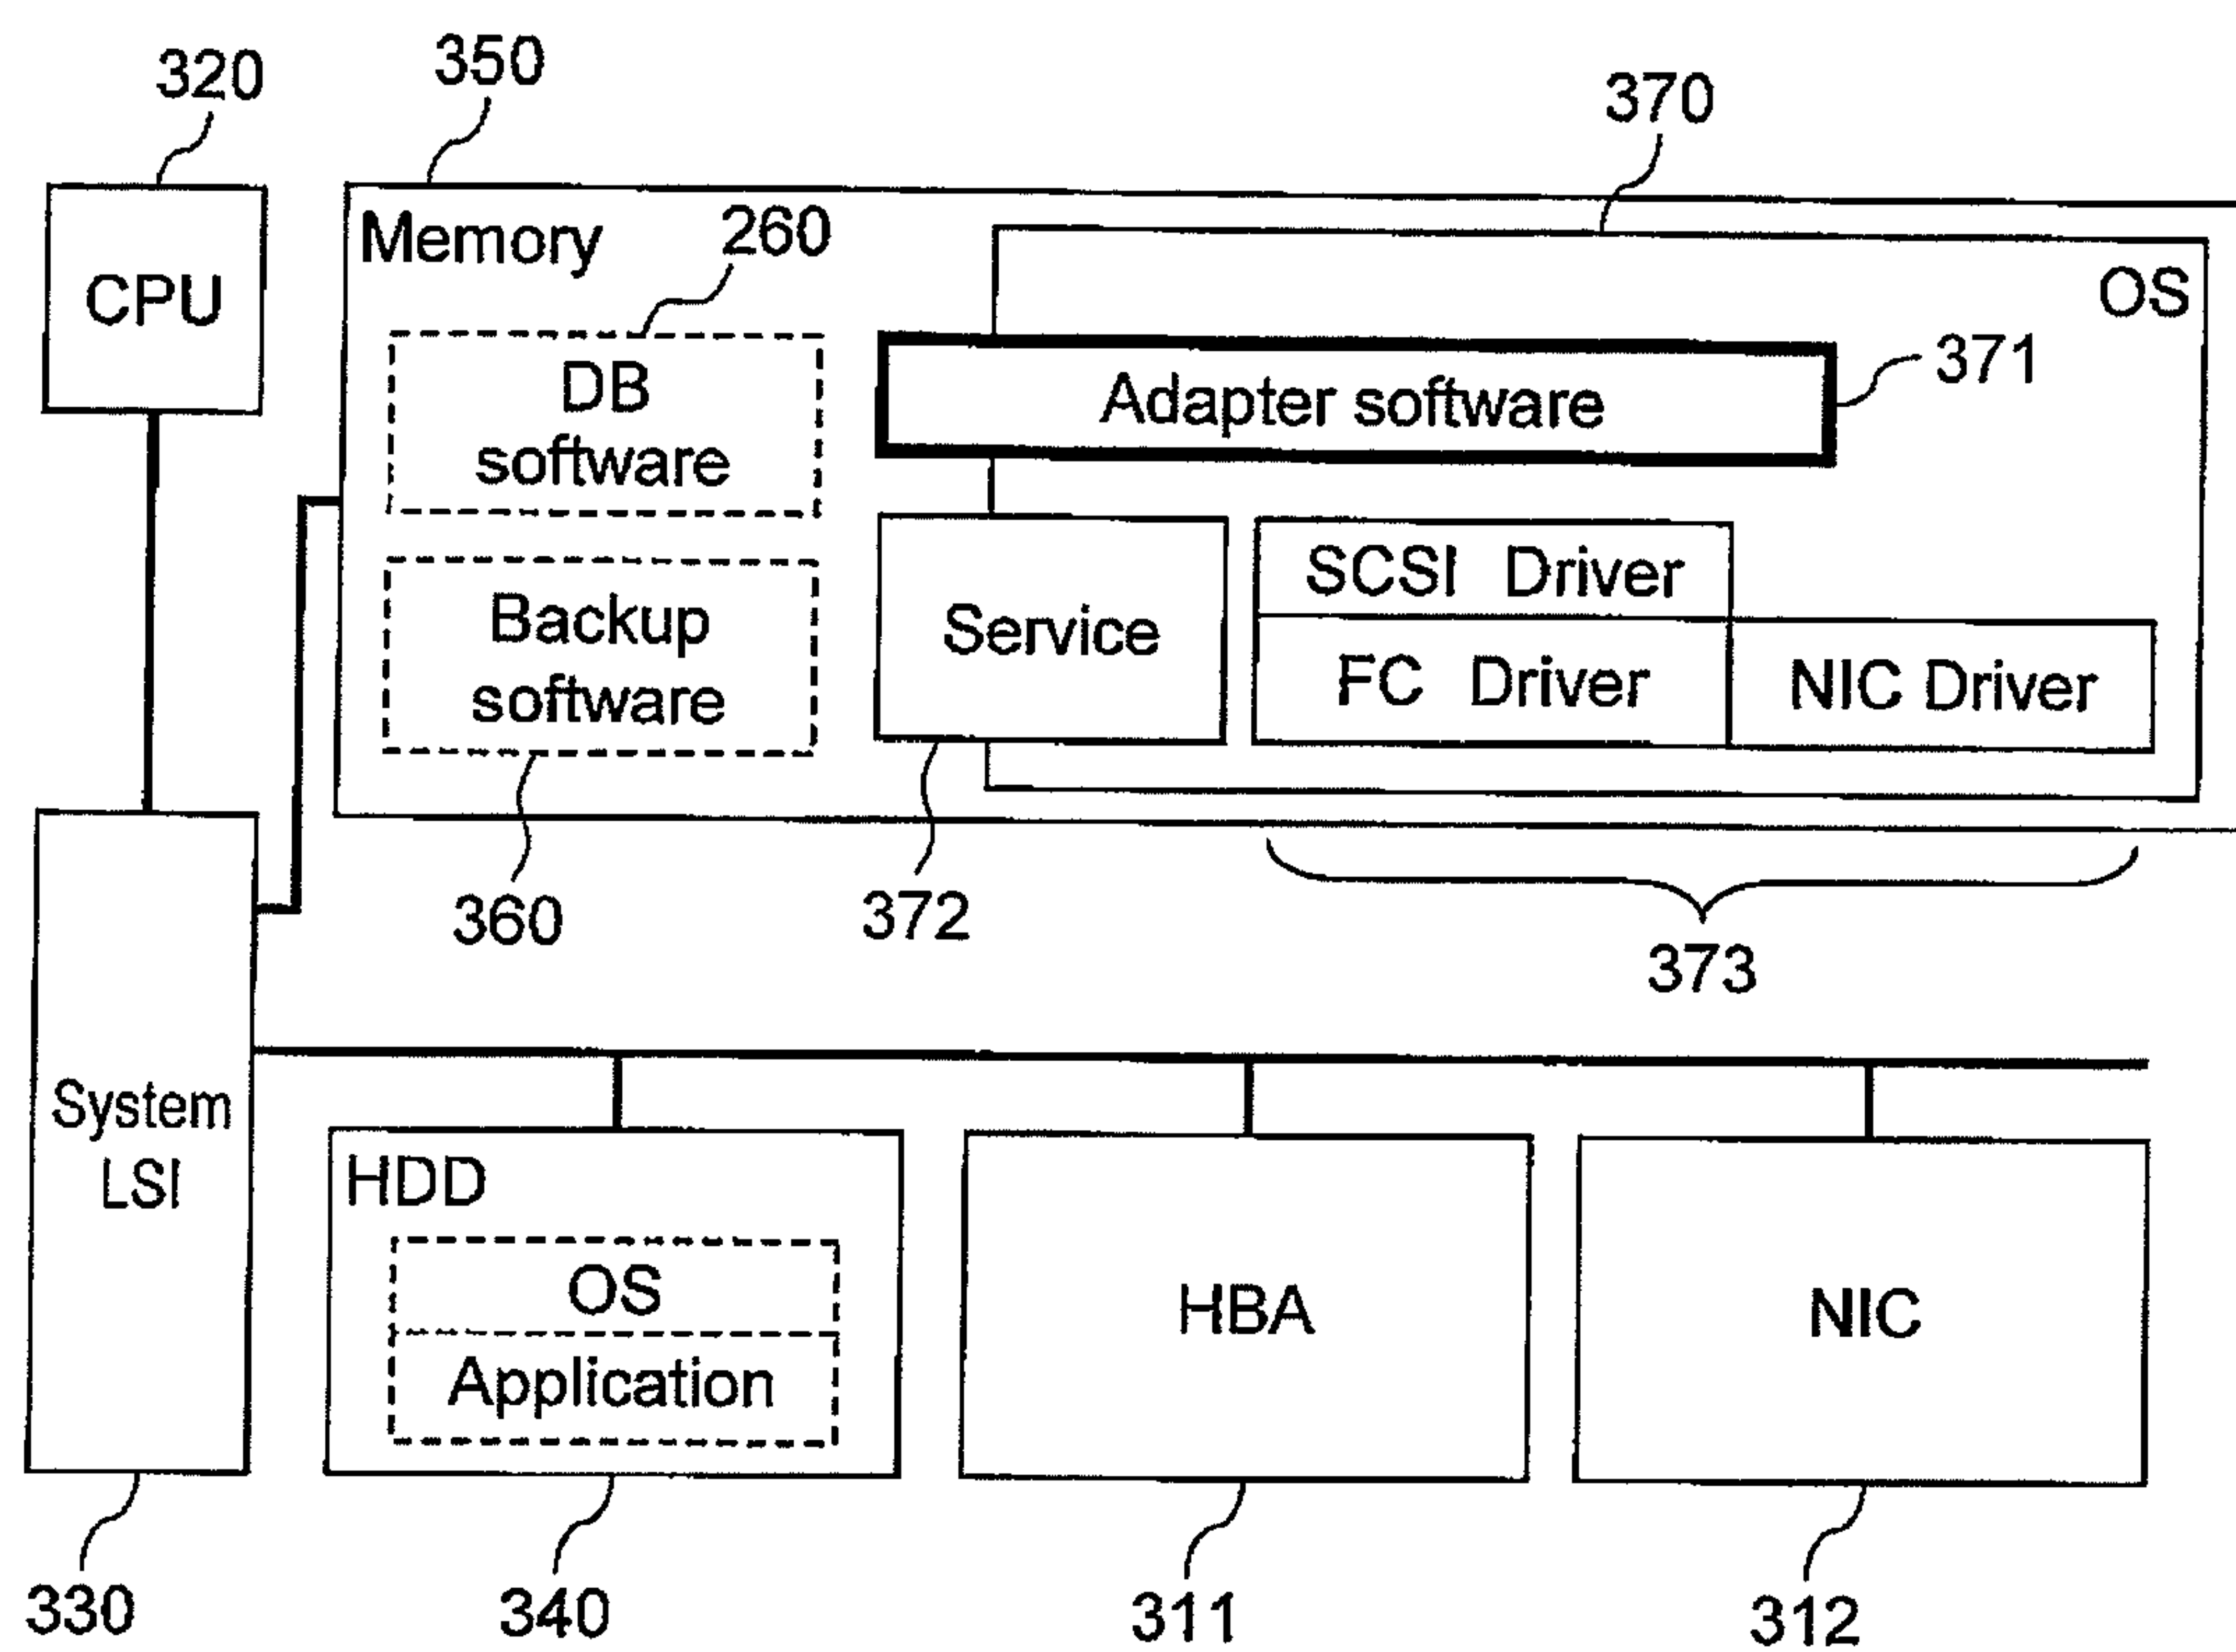 320
350
370
CPU
Memory
260
OS
DB
software
Adapter software
371
Backup
software
Service
SCSI Driver
FC Driver
NIC Driver
360
372
373
System
LSI
HDD
OS
Application
HBA
NIC
330
340
311
312